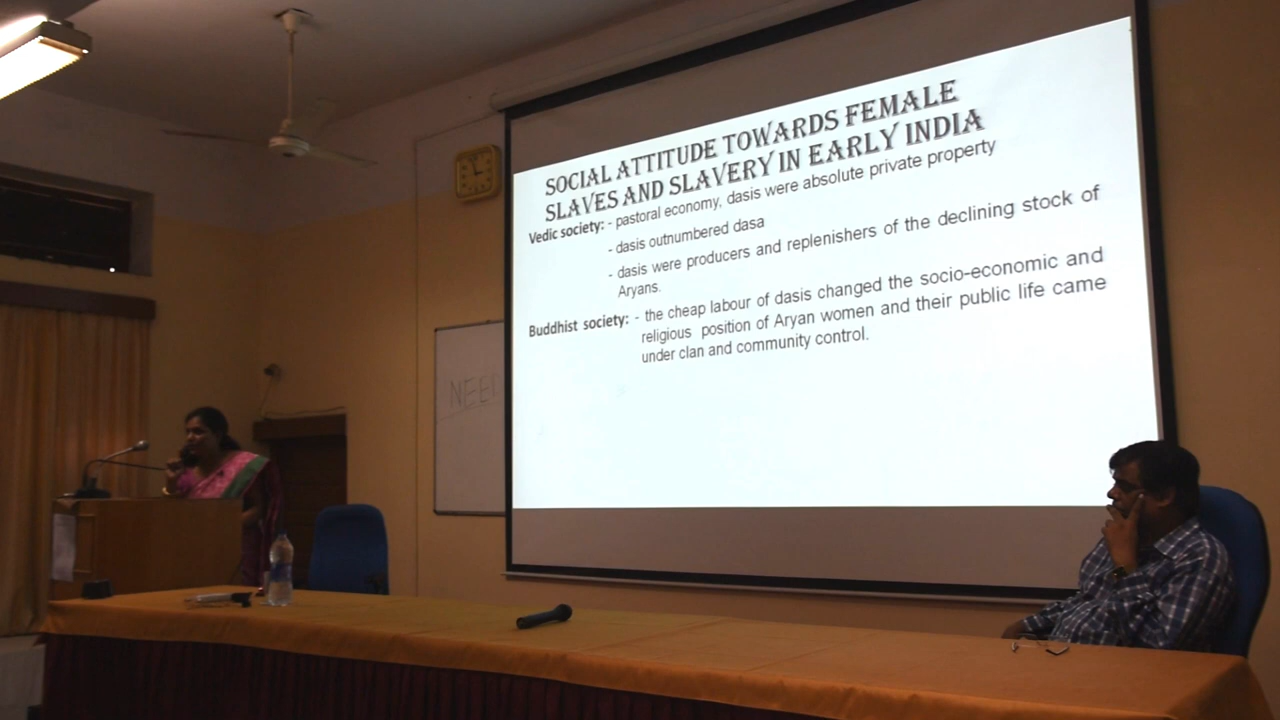 SOCIAL ATTITUDE TOWARDS FEMALE
SLAVES AND SLAVERY IN EARLY INDIA
Vedic society: - pastoral economy, dasis were absolute private property
- dasis outnumbered dasa
- dasis were producers and replenishers of the declining stock of
Aryans.
Buddhist society: - the cheap labour of dasis changed the socio-economic and
religious position of Aryan women and their public life came
under clan and community control.